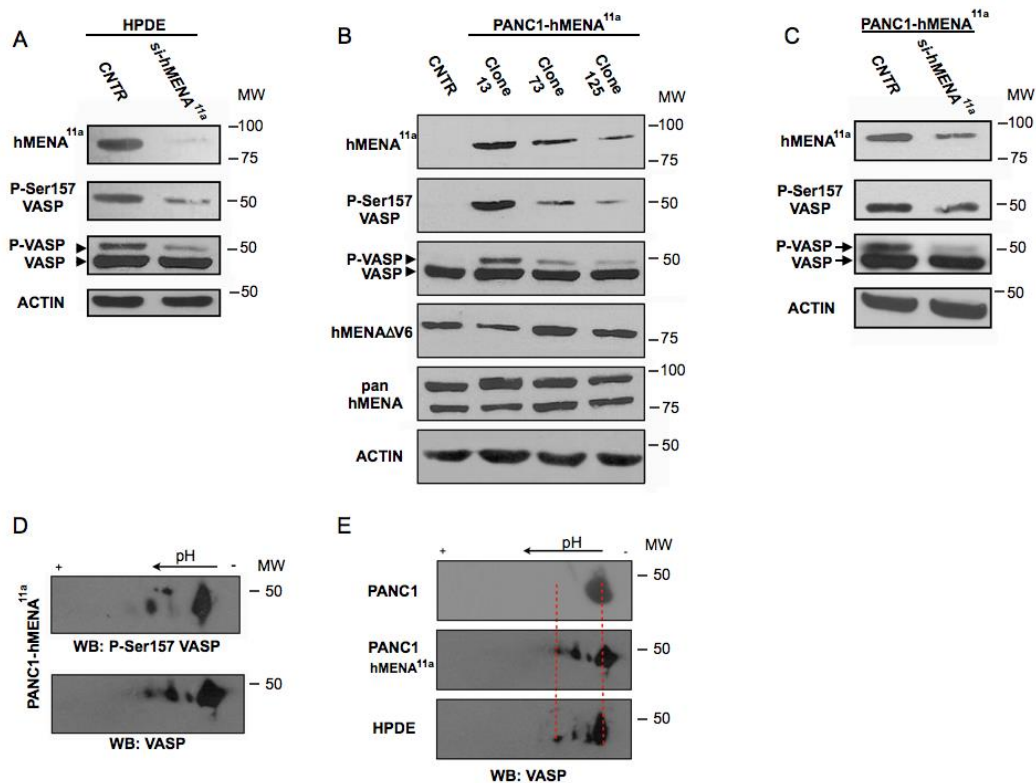 A
HPDE
CNTR
si-hMENA11a
MW
hMENA11a
–100
75
P-Ser157
VASP
–50
P-VASP
VASP
50
ACTIN
–50
B
PANC1-hMENA11a
CNTR
Clone 13
Clone 73
Clone 125
MW
hMENA11a
–100
75
P-Ser157
VASP
–50
P-VASP
VASP
50
hMENAΔV6
75
pan
hMENA
–100
–75
ACTIN
50
C
PANC1-hMENA11a
CNTR
si-hMENA11a
MW
hMENA11a
–100
–75
P-Ser157
VASP
50
P-VASP
VASP
50
ACTIN
50
D
PANC1-hMENA11a
+
pH
-
MW
– 50
WB: P-Ser157 VASP
– 50
WB: VASP
E
+
pH
-
MW
PANC1
– 50
PANC1
hMENA11a
50
HPDE
– 50
WB: VASP